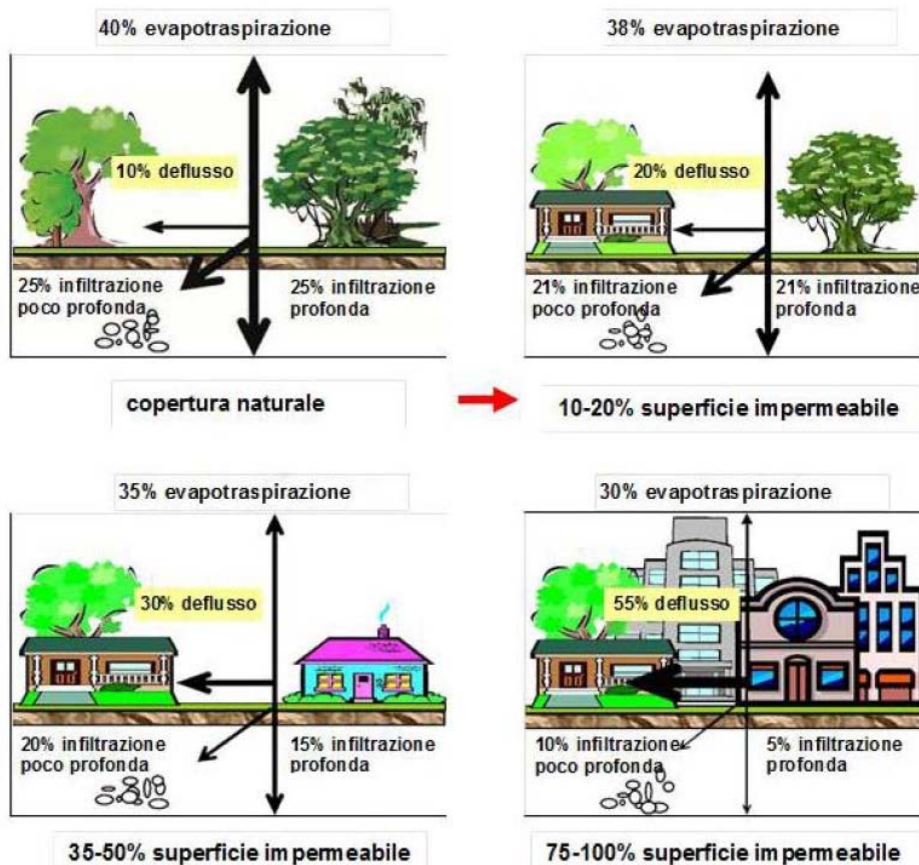 40% evapotraspirazione
10% deflusso
25% infiltrazione
poco profonda
25% infiltrazione
profonda
copertura naturale
38% evapotraspirazione
20% deflusso
21% infiltrazione
poco profonda
21% infiltrazione
profonda
10-20% superficie impermeabile
35% evapotraspirazione
30% deflusso
20% infiltrazione
poco profonda
15% infiltrazione
profonda
35-50% superficie impermeabile
30% evapotraspirazione
55% deflusso
10% infiltrazione
poco profonda
5% infiltrazione
profonda
75-100% superficie impermeabile